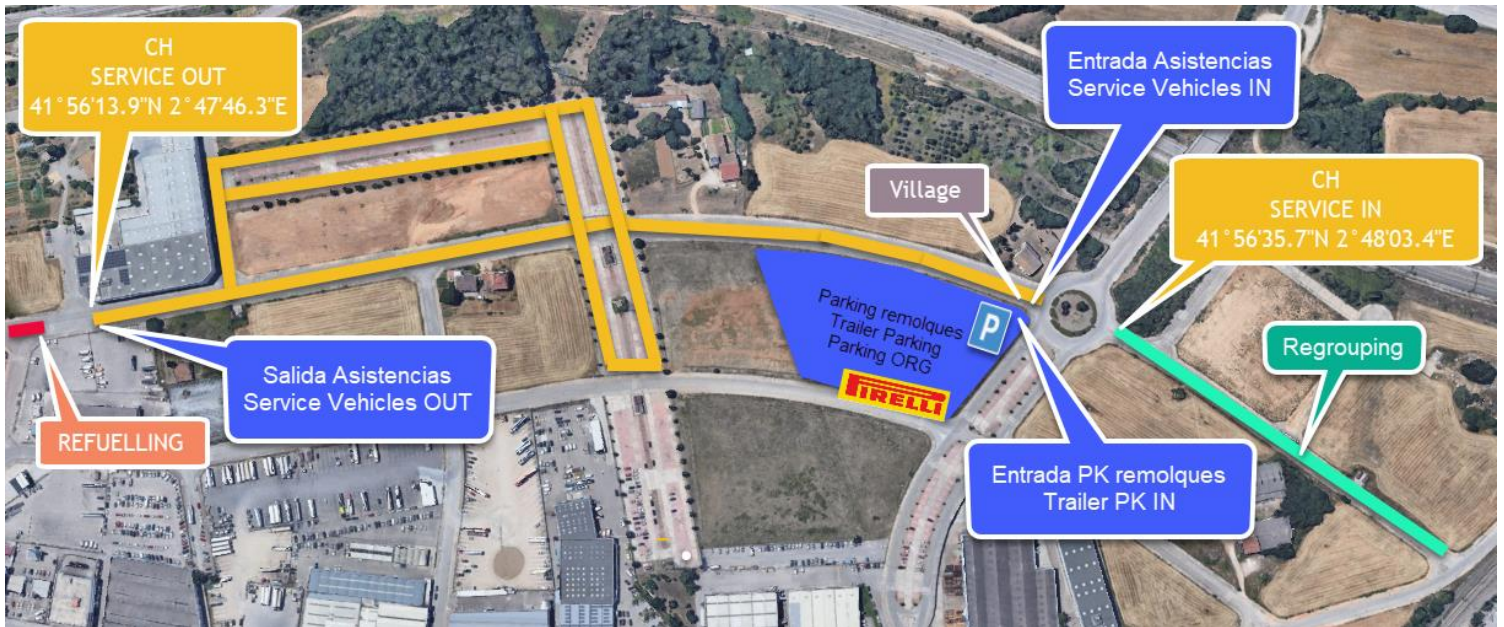 CH
SERVICE OUT
41°56'13.9"N 2°47'46.3"E
Entrada Asistencias
Service Vehicles IN
Village
CH
SERVICE IN
41°56'35.7"N 2°48'03.4"E
Parking remolques
Trailer Parking
Parking ORG
P
PIRELLI
Regrouping
Salida Asistencias
Service Vehicles OUT
REFUELLING
Entrada PK remolques
Trailer PK IN